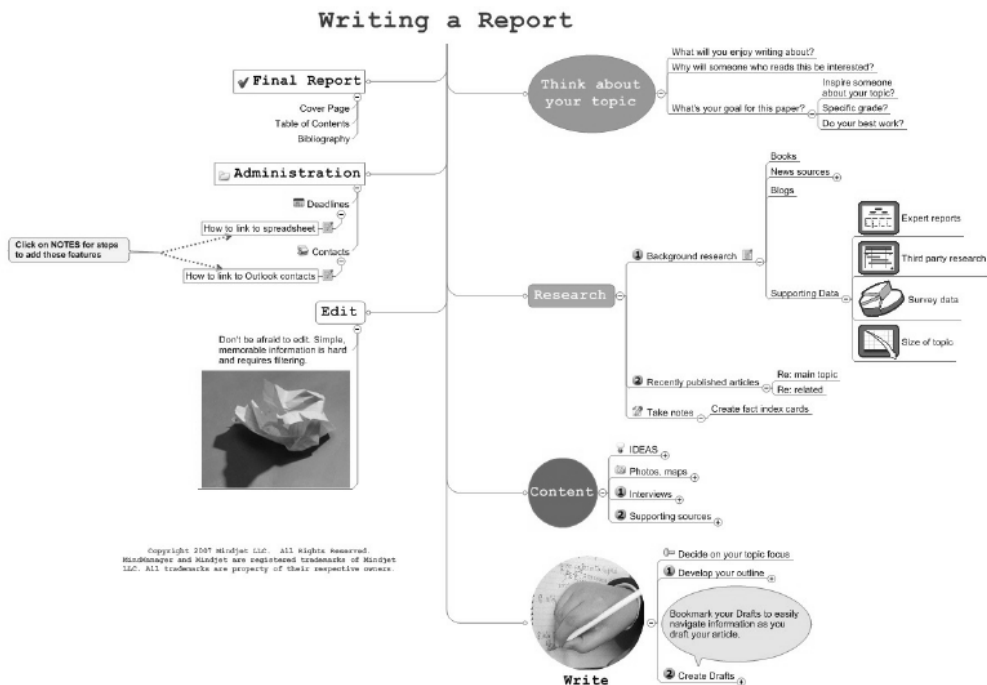 Writing a Report
Final Report
Cover Page
Table of Contents
Bibliography
Administration
Deadlines
How to link to spreadsheet
Contacts
How to link to Outlook contacts
Click on NOTES for steps
to add these features
Edit
Don't be afraid to edit. Simple,
memorable information is hard
and requires filtering.
Copyright 2007 Mindjet LLC. All Rights Reserved.
MindManager and Mindjet are registered trademarks of Mindjet
LLC. All trademarks are property of their respective owners.
Think about
your topic
What will you enjoy writing about?
Why will someone who reads this be interested?
What's your goal for this paper?
Inspire someone
about your topic?
Specific grade?
Do your best work?
Research
1 Background research
Books
News sources
Blogs
Supporting Data
Expert reports
Third party research
Survey data
Size of topic
2 Recently published articles
Re: main topic
Re: related
Take notes
Create fact index cards
Content
IDEAS
Photos, maps
1 Interviews
2 Supporting sources
Write
Decide on your topic focus
1 Develop your outline
Bookmark your Drafts to easily
navigate information as you
draft your article.
2 Create Drafts